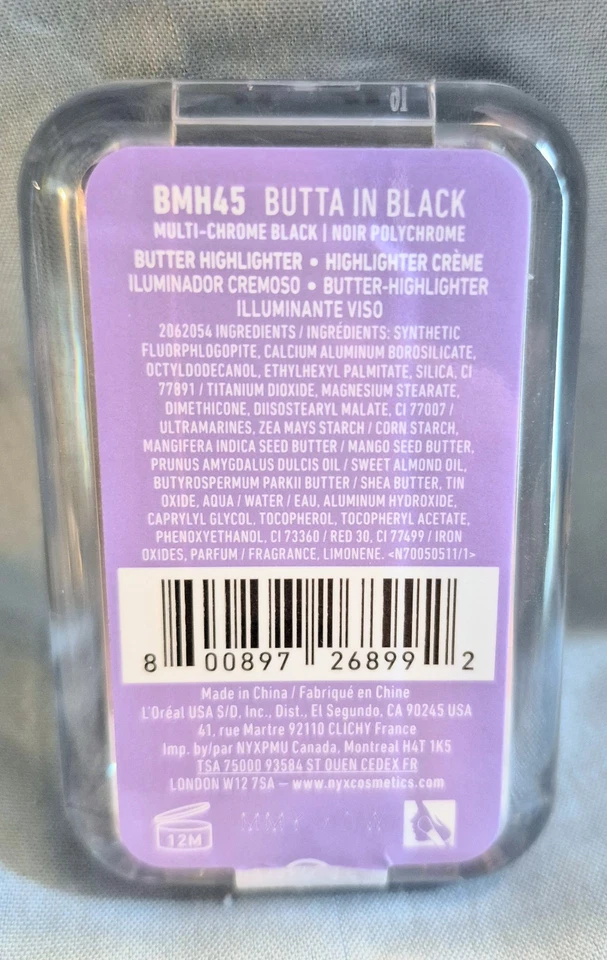 16
BMH45 BUTTA IN BLACK
MULTI-CHROME BLACK | NOIR POLYCHROME
BUTTER HIGHLIGHTER • HIGHLIGHTER CRÈME
ILUMINADOR CREMOSO • BUTTER-HIGHLIGHTER
ILLUMINANTE VISO
2062054 INGREDIENTS / INGRÉDIENTS: SYNTHETIC
FLUORPHLOGOPITE, CALCIUM ALUMINUM BOROSILICATE,
OCTYLDODECANOL, ETHYLHEXYL PALMITATE, SILICA, CI
77891 / TITANIUM DIOXIDE, MAGNESIUM STEARATE,
DIMETHICONE, DIISOSTEARYL MALATE, CI 77007 /
ULTRAMARINES, ZEA MAYS STARCH / CORN STARCH,
MANGIFERA INDICA SEED BUTTER / MANGO SEED BUTTER,
PRUNUS AMYGDALUS DULCIS OIL / SWEET ALMOND OIL,
BUTYROSPERMUM PARKII BUTTER / SHEA BUTTER, TIN
OXIDE, AQUA / WATER / EAU, ALUMINUM HYDROXIDE,
CAPRYLYL GLYCOL, TOCOPHEROL, TOCOPHERYL ACETATE,
PHENOXYETHANOL, CI 73360 / RED 30, CI 77499 / IRON
OXIDES, PARFUM / FRAGRANCE, LIMONENE. <N70050511/1>
8 00897 26899 2
Made in China / Fabriqué en Chine
L'Oréal USA S/D, Inc., Dist., El Segundo, CA 90245 USA
41, rue Martre 92110 CLICHY France
Imp. by/par NYXPMU Canada, Montreal H4T 1K5
TSA 75000 93584 ST OUEN CEDEX FR
LONDON W12 7SA – www.nyxcosmetics.com
12M